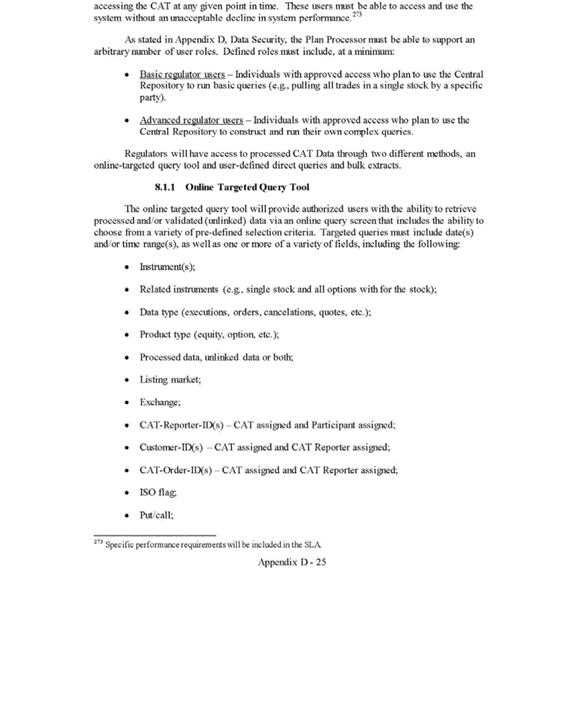 accessing the CAT at any given point in time. These users must be able to access and use the
system without an unacceptable decline in system performance.273
As stated in Appendix D, Data Security, the Plan Processor must be able to support an
arbitrary number of user roles. Defined roles must include, at a minimum:
• Basic regulator users – Individuals with approved access who plan to use the Central
Repository to run basic queries (e.g., pulling all trades in a single stock by a specific
party).
• Advanced regulator users – Individuals with approved access who plan to use the
Central Repository to construct and run their own complex queries.
Regulators will have access to processed CAT Data through two different methods, an
online-targeted query tool and user-defined direct queries and bulk extracts.
8.1.1 Online Targeted Query Tool
The online targeted query tool will provide authorized users with the ability to retrieve
processed and/or validated (unlinked) data via an online query screen that includes the ability to
choose from a variety of pre-defined selection criteria. Targeted queries must include date(s)
and/or time range(s), as well as one or more of a variety of fields, including the following:
• Instrument(s);
• Related instruments (e.g., single stock and all options with for the stock);
• Data type (executions, orders, cancelations, quotes, etc.);
• Product type (equity, option, etc.);
• Processed data, unlinked data or both;
• Listing market;
• Exchange;
• CAT-Reporter-ID(s) – CAT assigned and Participant assigned;
• Customer-ID(s) – CAT assigned and CAT Reporter assigned;
• CAT-Order-ID(s) – CAT assigned and CAT Reporter assigned;
• ISO flag;
• Put/call;
273 Specific performance requirements will be included in the SLA.
Appendix D - 25